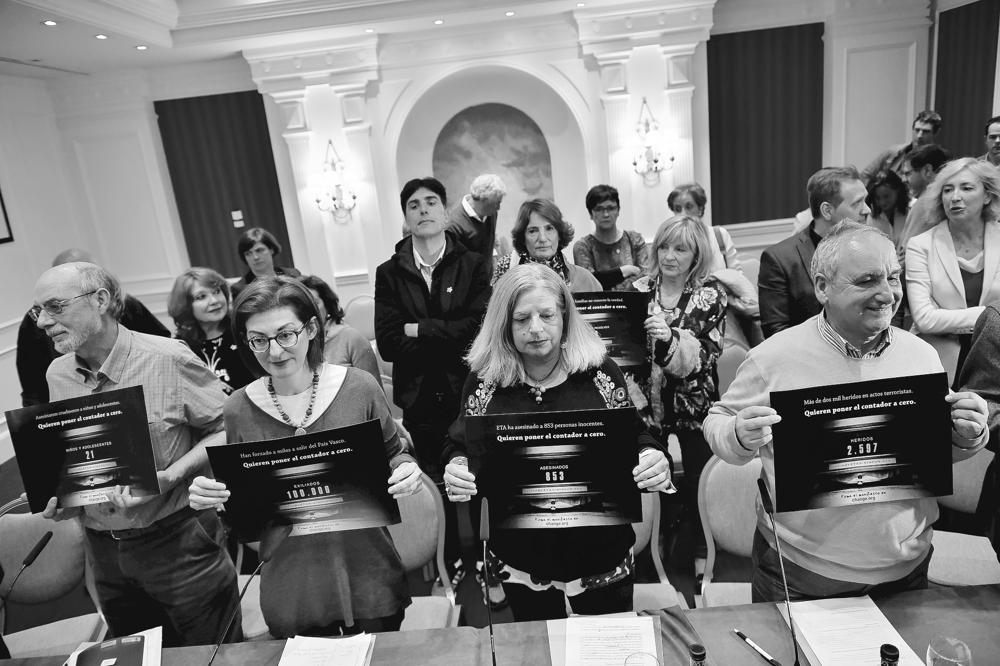 Asesinaron cruelmente a niños y adolescentes.
Quieren poner el contador a cero.
NIÑOS Y ADOLESCENTES
21
#FINDEETASINIMPUNIDAD
Firma el manifiesto en
change.org
Han forzado a miles a salir del País Vasco.
Quieren poner el contador a cero.
EXILIADOS
100.000
#FINDEETASINIMPUNIDAD
Firma el manifiesto en
change.org
ETA ha asesinado a 853 personas inocentes.
Quieren poner el contador a cero.
ASESINADOS
853
#FINDEETASINIMPUNIDAD
Firma el manifiesto en
change.org
familias no conocen la verdad.
poner el contador a cero.
RESOLVER
Más de dos mil heridos en actos terroristas.
Quieren poner el contador a cero.
HERIDOS
2.597
#FINDEETASINIMPUNIDAD
Firma el manifiesto en
change.org